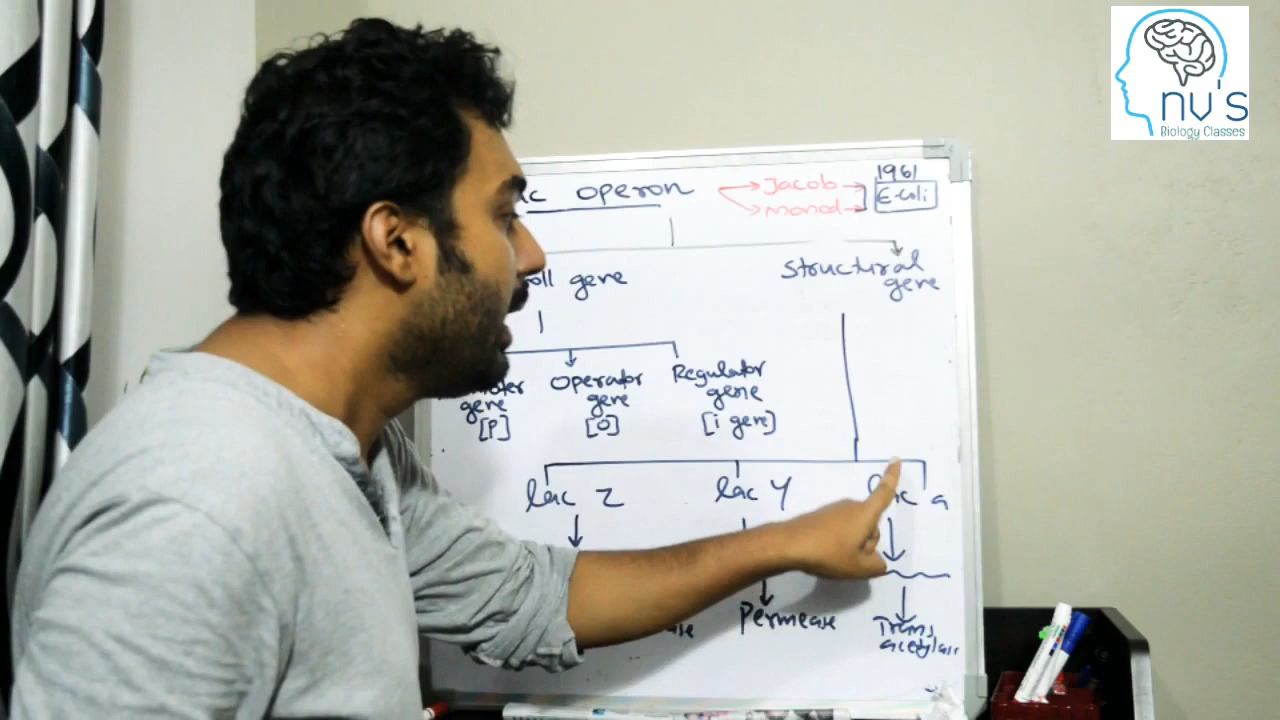 nv's
Biology Classes
1961
operon
Jacob
E-coli
Monod
gene
structural
gene
Operator
gene
[O]
Regulator
gene
[i gene]
gene
[P]
lac z
lac y
lac a
Permease
Trans
acetylase